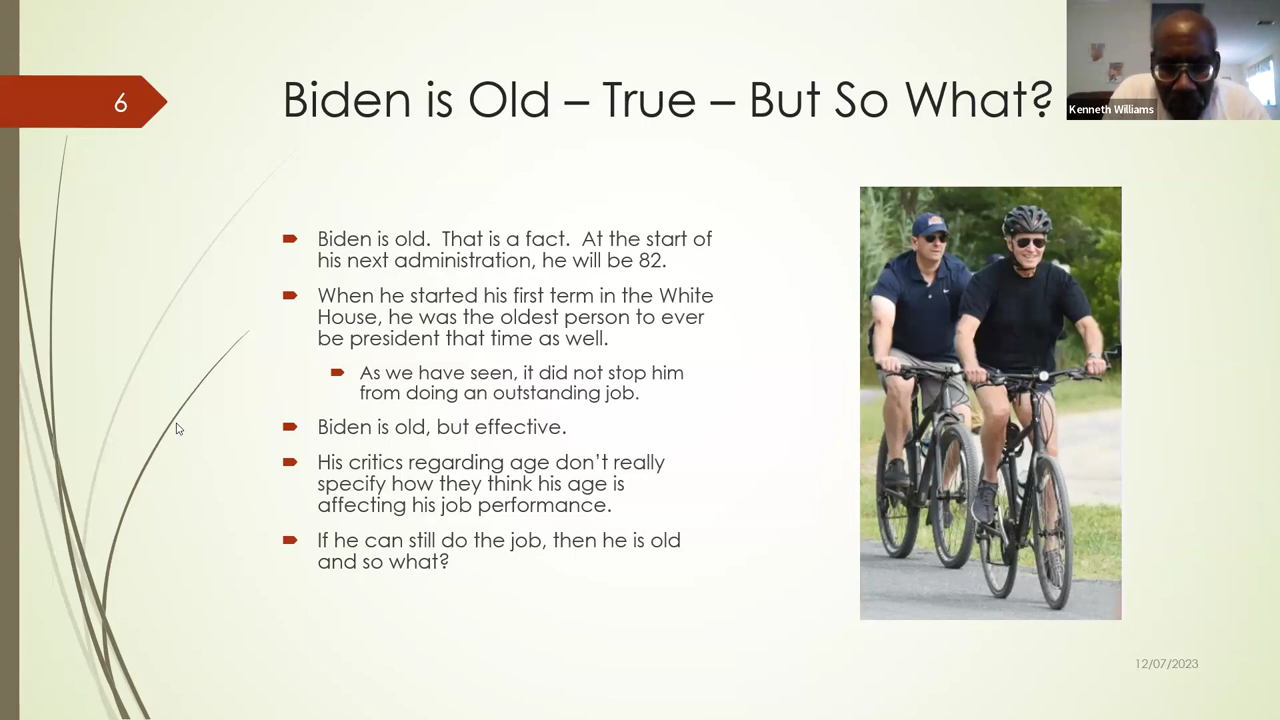 6
Biden is Old – True – But So What?
Kenneth Williams
Biden is old.  That is a fact.  At the start of
his next administration, he will be 82.
When he started his first term in the White
House, he was the oldest person to ever
be president that time as well.
As we have seen, it did not stop him
from doing an outstanding job.
Biden is old, but effective.
His critics regarding age don’t really
specify how they think his age is
affecting his job performance.
If he can still do the job, then he is old
and so what?
12/07/2023